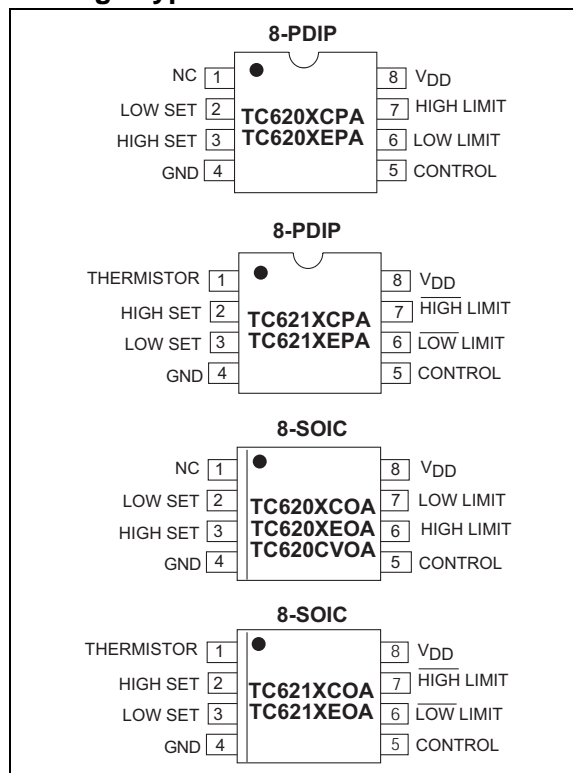 8-PDIP
NC 1
LOW SET 2
HIGH SET 3
GND 4
TC620XCPA
TC620XEPA
8 VDD
7 HIGH LIMIT
6 LOW LIMIT
5 CONTROL
8-PDIP
THERMISTOR 1
HIGH SET 2
LOW SET 3
GND 4
TC621XCPA
TC621XEPA
8 VDD
7 HIGH LIMIT
6 LOW LIMIT
5 CONTROL
8-SOIC
NC 1
LOW SET 2
HIGH SET 3
GND 4
TC620XCOA
TC620XEOA
TC620CVOA
8 VDD
7 LOW LIMIT
6 HIGH LIMIT
5 CONTROL
8-SOIC
THERMISTOR 1
HIGH SET 2
LOW SET 3
GND 4
TC621XCOA
TC621XEOA
8 VDD
7 HIGH LIMIT
6 LOW LIMIT
5 CONTROL